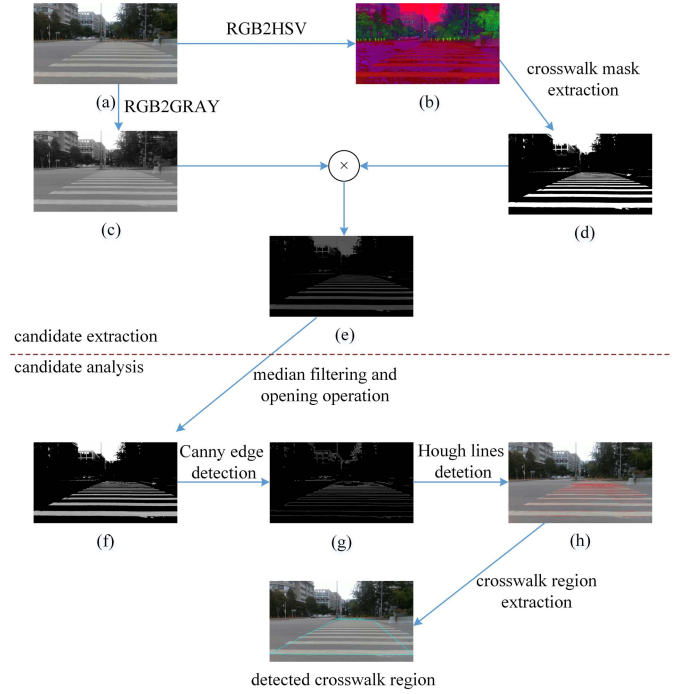 RGB2HSV
(a)
RGB2GRAY
(b)
crosswalk mask
extraction
×
(c)
(d)
(e)
candidate extraction
candidate analysis
median filtering and
opening operation
Canny edge
detection
Hough lines
detetion
(f)
(g)
(h)
crosswalk region
extraction
detected crosswalk region